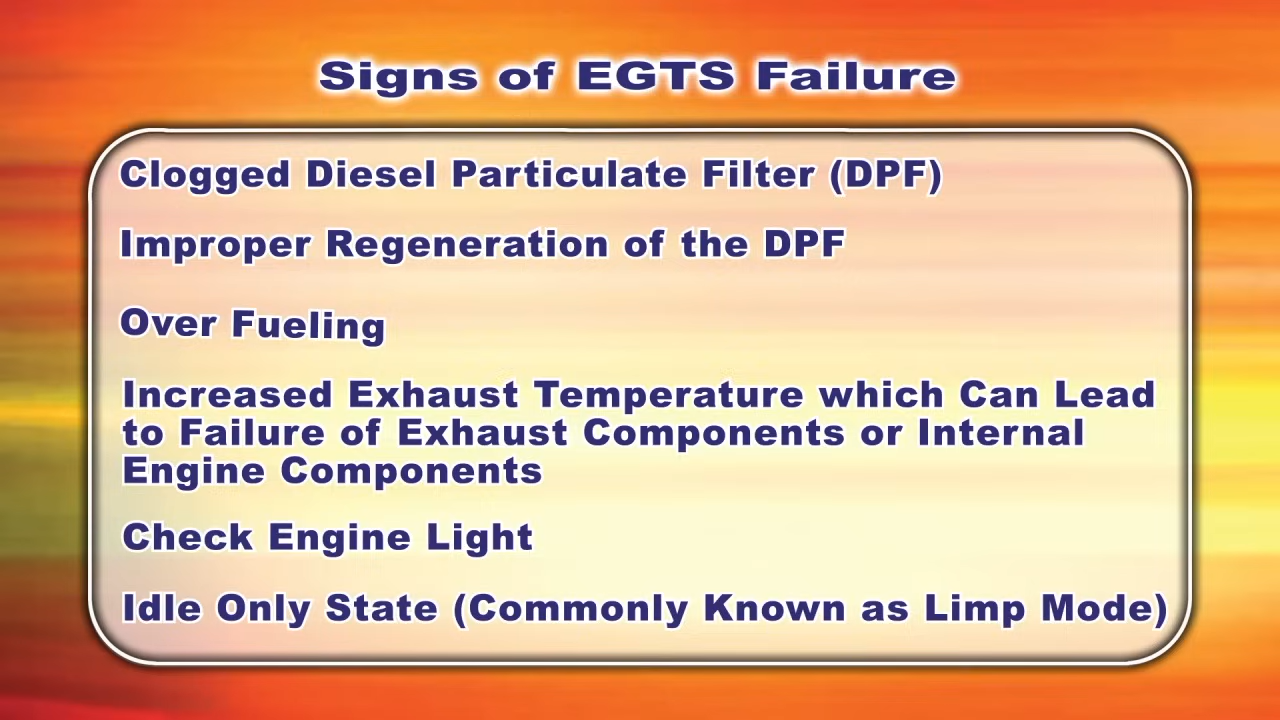 Signs of EGTS Failure
Clogged Diesel Particulate Filter (DPF)
Improper Regeneration of the DPF
Over Fueling
Increased Exhaust Temperature which Can Lead
to Failure of Exhaust Components or Internal
Engine Components
Check Engine Light
Idle Only State (Commonly Known as Limp Mode)